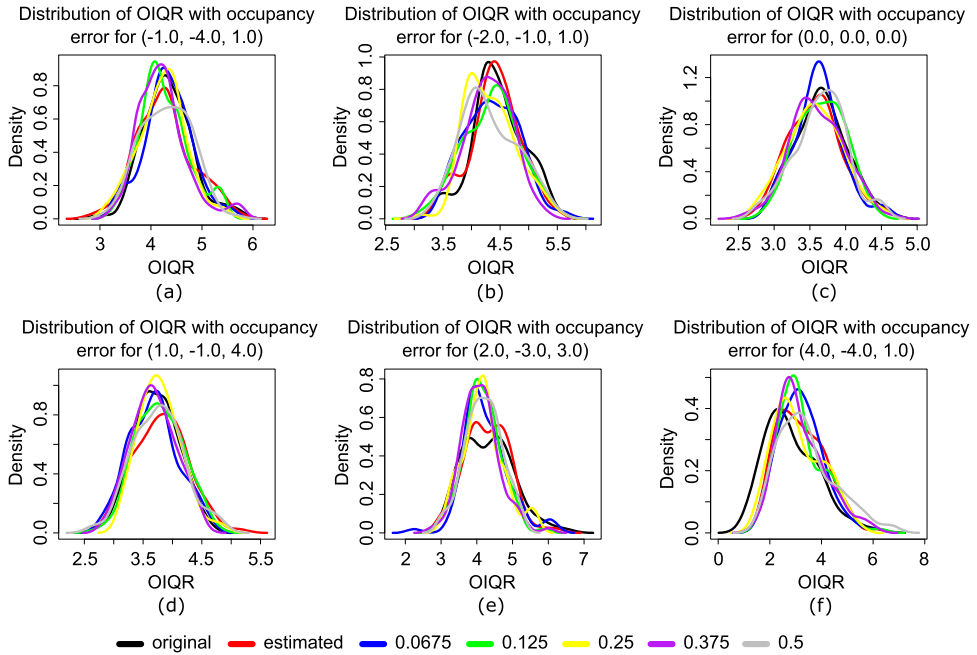 Distribution of OIQR with occupancy
error for (-1.0, -4.0, 1.0)
Density
0.0 0.2 0.4 0.6 0.8
3 4 5 6
OIQR
(a)
Distribution of OIQR with occupancy
error for (-2.0, -1.0, 1.0)
Density
0.0 0.2 0.4 0.6 0.8 1.0
2.5 3.5 4.5 5.5
OIQR
(b)
Distribution of OIQR with occupancy
error for (0.0, 0.0, 0.0)
Density
0.0 0.4 0.8 1.2
2.5 3.0 3.5 4.0 4.5 5.0
OIQR
(c)
Distribution of OIQR with occupancy
error for (1.0, -1.0, 4.0)
Density
0.0 0.4 0.8
2.5 3.5 4.5 5.5
OIQR
(d)
Distribution of OIQR with occupancy
error for (2.0, -3.0, 3.0)
Density
0.0 0.2 0.4 0.6 0.8
2 3 4 5 6 7
OIQR
(e)
Distribution of OIQR with occupancy
error for (4.0, -4.0, 1.0)
Density
0.0 0.2 0.4
0 2 4 6 8
OIQR
(f)
original estimated 0.0675 0.125 0.25 0.375 0.5